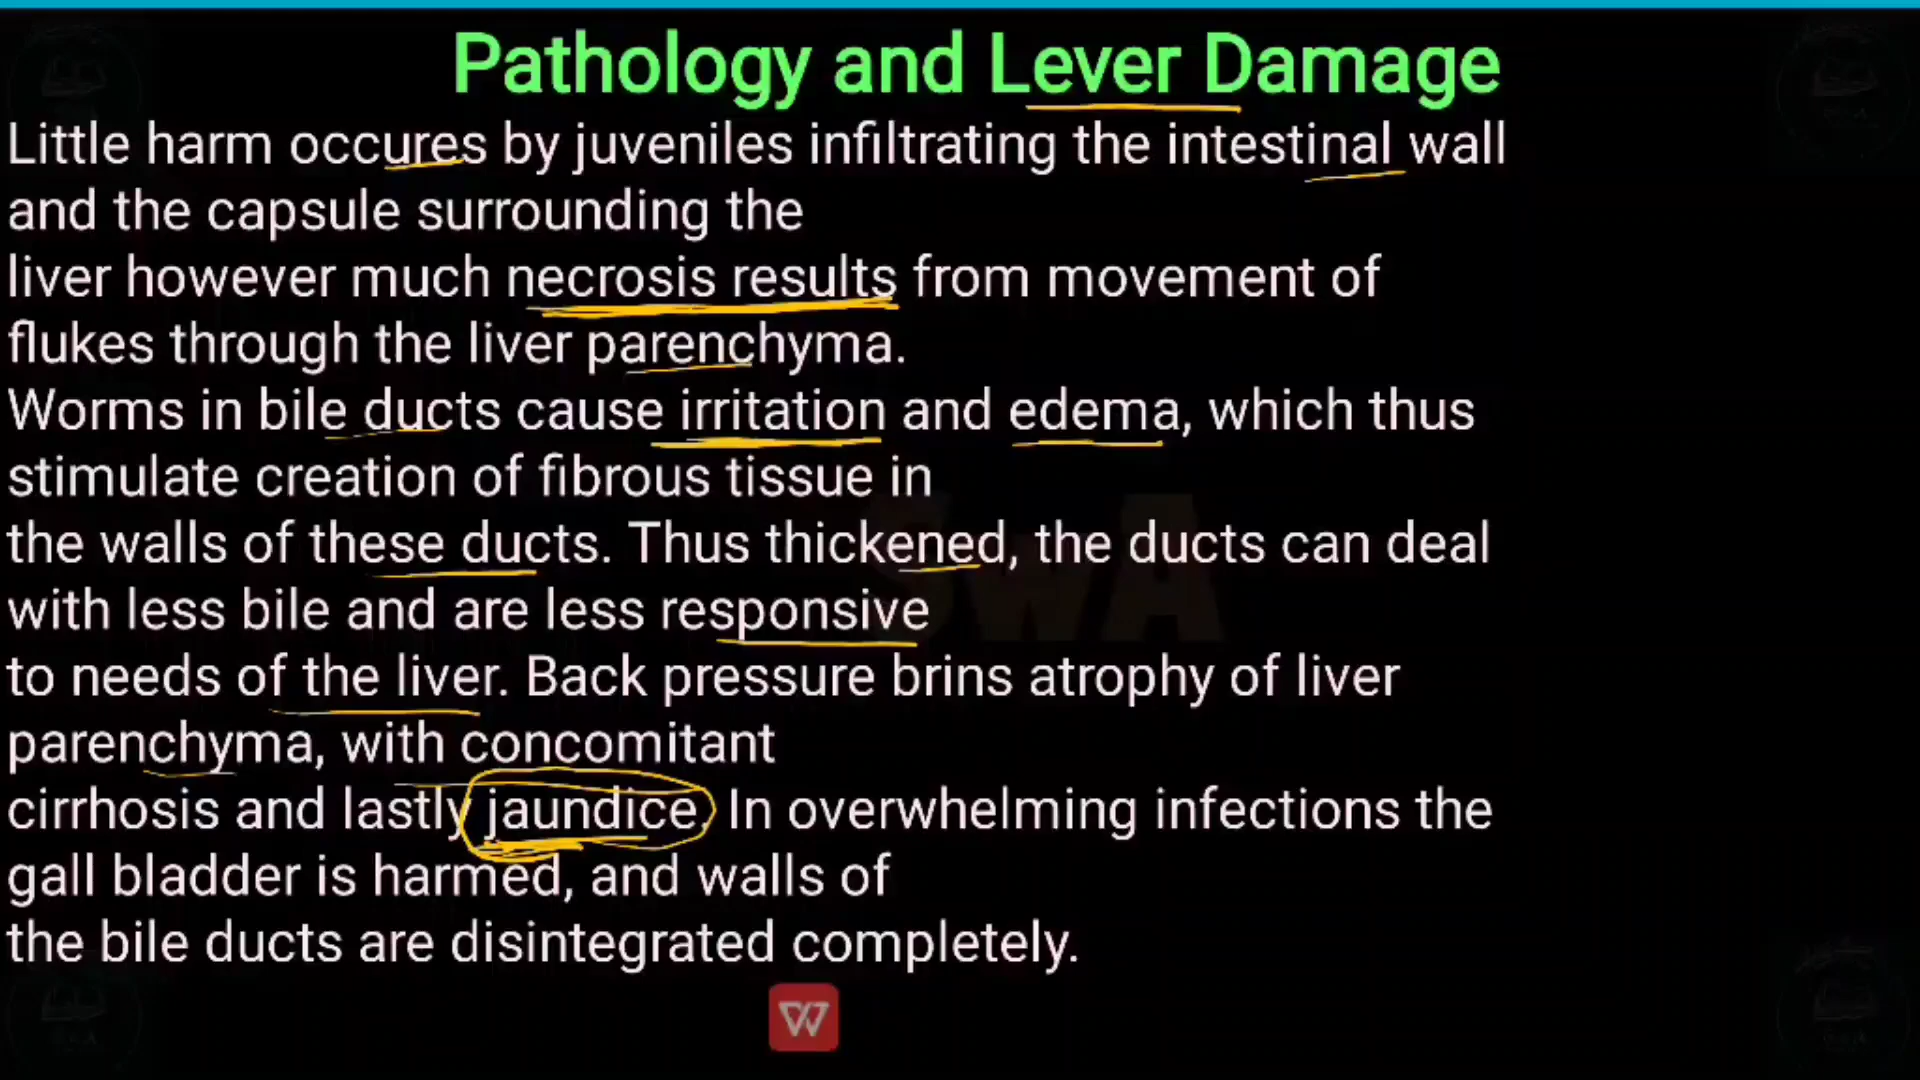 Pathology and Lever Damage
Little harm occures by juveniles infiltrating the intestinal wall
and the capsule surrounding the
liver however much necrosis results from movement of
flukes through the liver parenchyma.
Worms in bile ducts cause irritation and edema, which thus
stimulate creation of fibrous tissue in
the walls of these ducts. Thus thickened, the ducts can deal
with less bile and are less responsive
to needs of the liver. Back pressure brins atrophy of liver
parenchyma, with concomitant
cirrhosis and lastly jaundice. In overwhelming infections the
gall bladder is harmed, and walls of
the bile ducts are disintegrated completely.
SWA
W